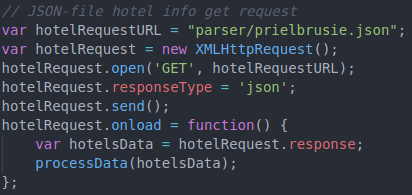 // JSON-file hotel info get request
var hotelRequestURL = "parser/prielbrusie.json";
var hotelRequest = new XMLHttpRequest();
hotelRequest.open('GET', hotelRequestURL);
hotelRequest.responseType = 'json';
hotelRequest.send();
hotelRequest.onload = function() {
    var hotelsData = hotelRequest.response;
    processData(hotelsData);
};